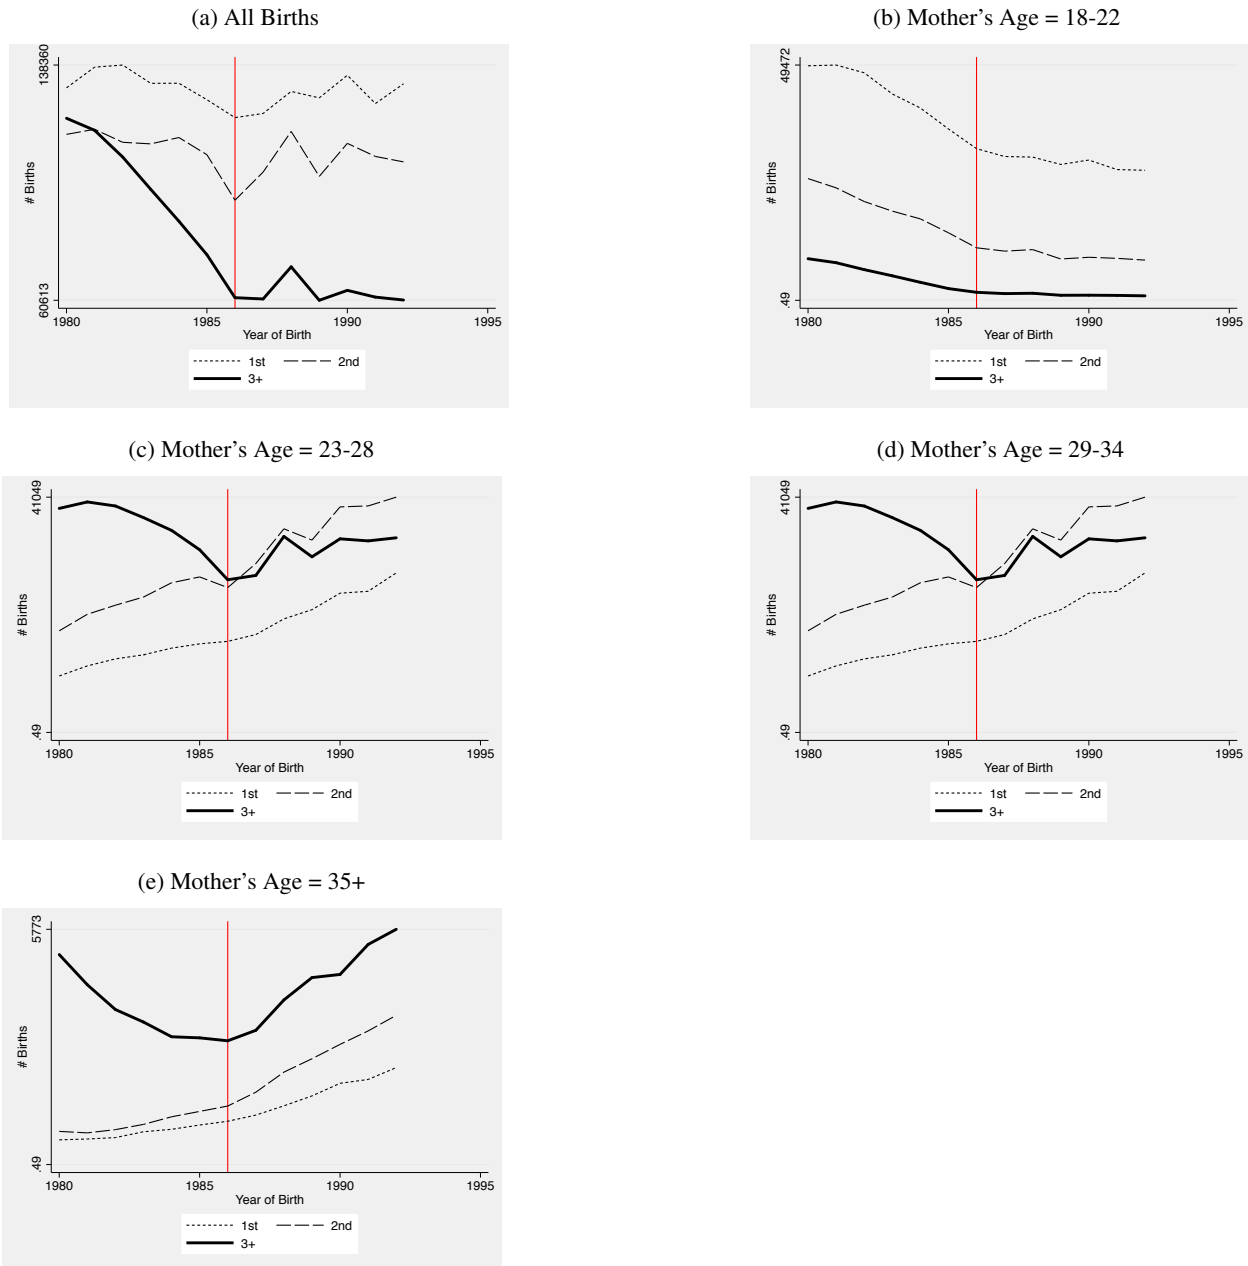 (a) All Births
138360
60613
# Births
1980 1985 1990 1995
Year of Birth
1st 2nd
3+
(b) Mother's Age = 18-22
49472
.49
# Births
1980 1985 1990 1995
Year of Birth
1st 2nd
3+
(c) Mother's Age = 23-28
41049
.49
# Births
1980 1985 1990 1995
Year of Birth
1st 2nd
3+
(d) Mother's Age = 29-34
41049
.49
# Births
1980 1985 1990 1995
Year of Birth
1st 2nd
3+
(e) Mother's Age = 35+
5773
.49
# Births
1980 1985 1990 1995
Year of Birth
1st 2nd
3+